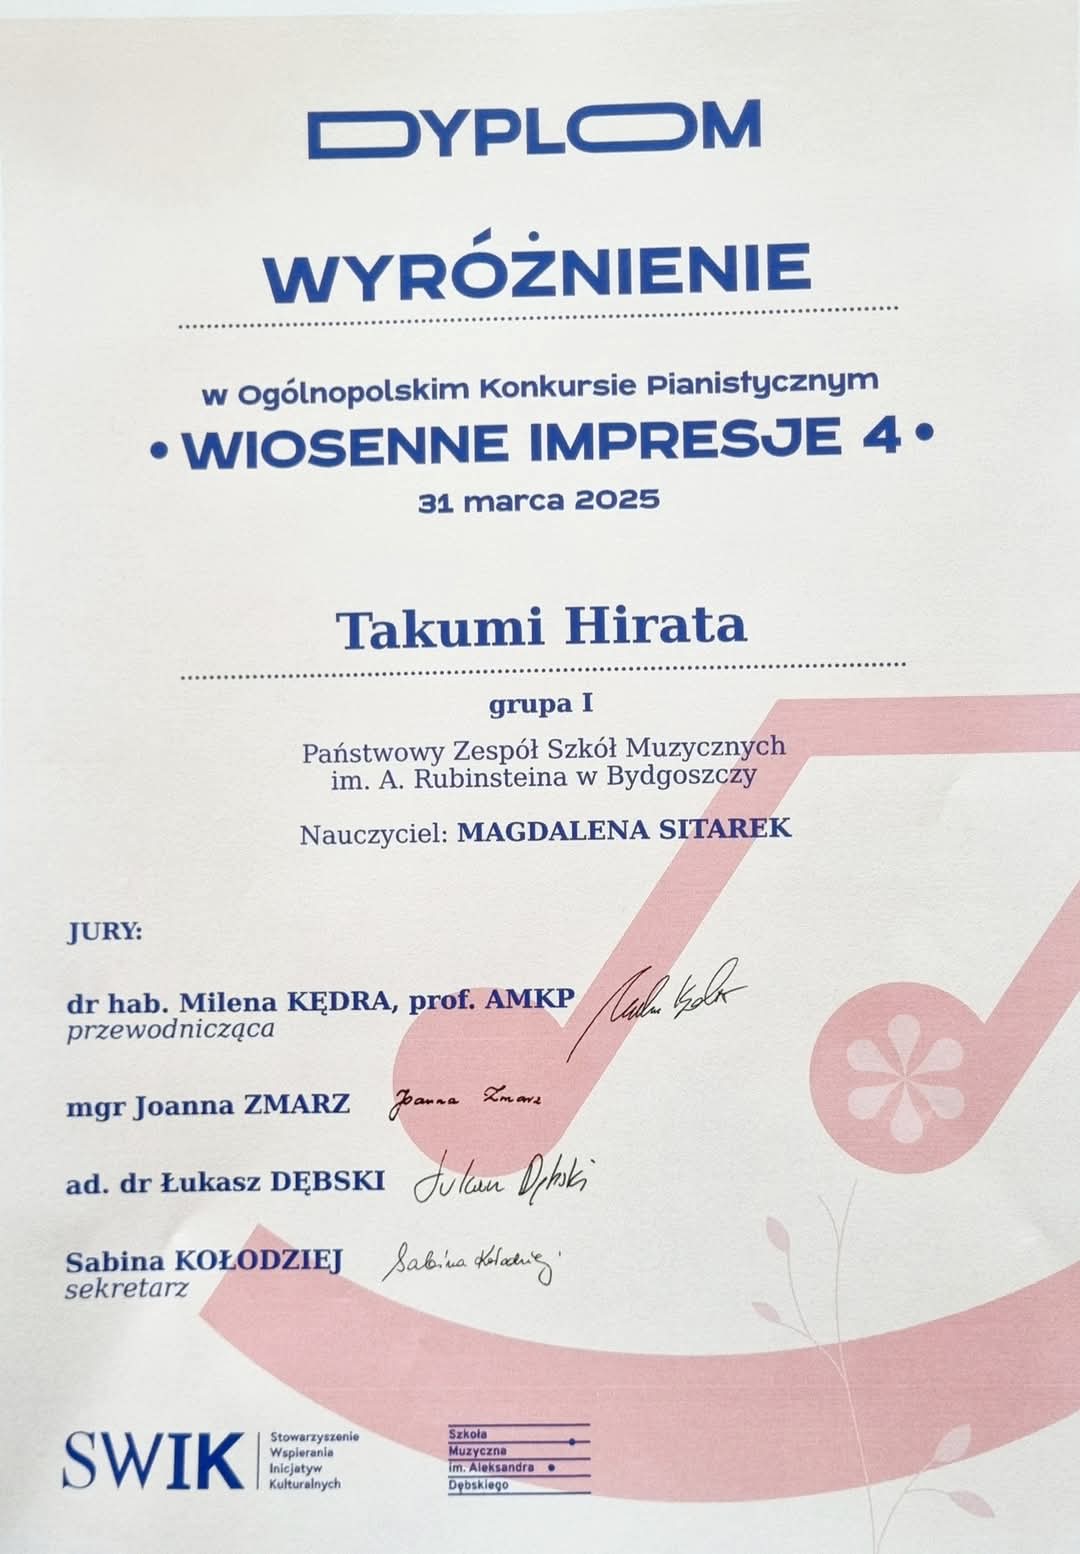 DYPLOM
WYRÓŻNIENIE
w Ogólnopolskim Konkursie Pianistycznym
• WIOSENNE IMPRESJE 4 •
31 marca 2025
Takumi Hirata
grupa I
Państwowy Zespół Szkół Muzycznych
im. A. Rubinsteina w Bydgoszczy
Nauczyciel: MAGDALENA SITAREK
JURY:
dr hab. Milena KĘDRA, prof. AMKP
przewodnicząca
mgr Joanna ZMARZ Joanna Zmarz
ad. dr Łukasz DĘBSKI Łukasz Dębski
Sabina KOŁODZIEJ Sabina Kołodziej
sekretarz
SWIK
Stowarzyszenie
Wspierania
Inicjatyw
Kulturalnych
Szkoła
Muzyczna
im. Aleksandra
Dębskiego